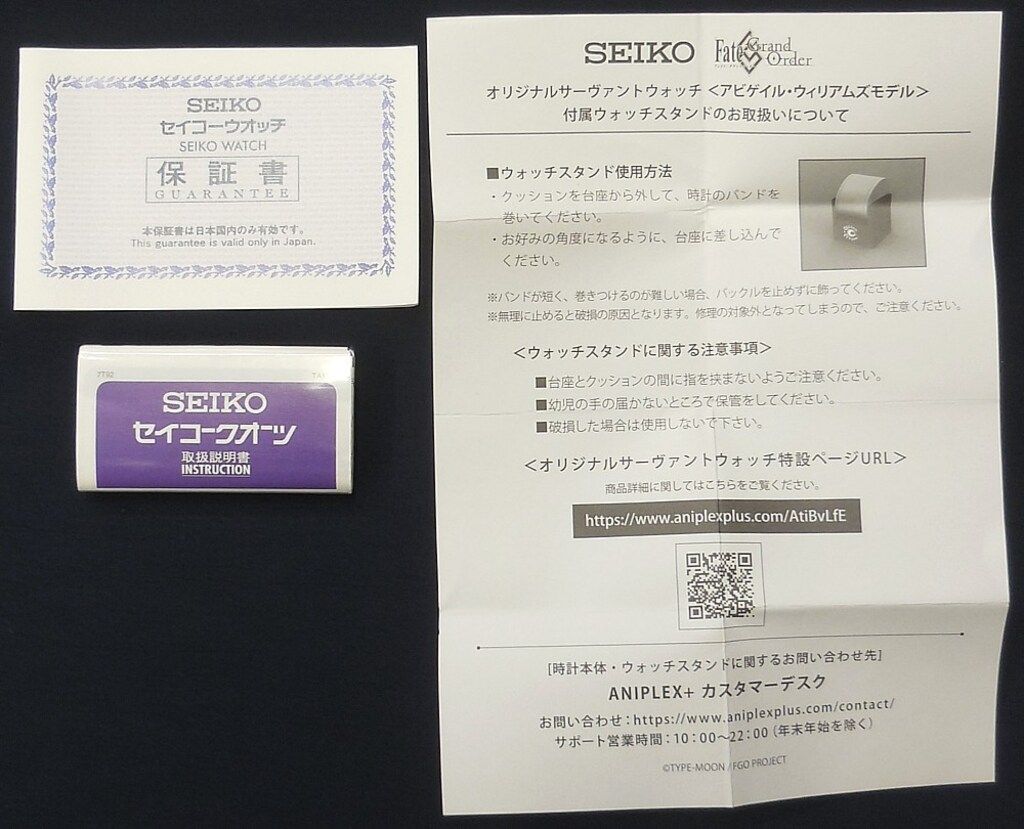 SEIKO
セイコーウオッチ
SEIKO WATCH
保証書
GUARANTEE
本保証書は日本国内のみ有効です。
This guarantee is valid only in Japan.
7T92
SEIKO
セイコークオーツ
取扱説明書
INSTRUCTION
SEIKO Fate Grand Order
オリジナルサーヴァントウォッチ <アビゲイル・ウィリアムズモデル>
付属ウォッチスタンドのお取扱いについて
■ウォッチスタンド使用方法
・クッションを台座から外して、時計のバンドを
巻いてください。
・お好みの角度になるように、台座に差し込んで
ください。
※バンドが短く、巻きつけるのが難しい場合、バックルを止めずに飾ってください。
※無理に止めると破損の原因となります。修理の対象外となってしまうので、ご注意ください。
<ウォッチスタンドに関する注意事項>
■台座とクッションの間に指を挟まないようご注意ください。
■幼児の手の届かないところで保管をしてください。
■破損した場合は使用しないで下さい。
<オリジナルサーヴァントウォッチ特設ページURL>
商品詳細に関してはこちらをご覧ください。
https://www.aniplexplus.com/AtiBvLfE
[時計本体・ウォッチスタンドに関するお問い合わせ先]
ANIPLEX+ カスタマーデスク
お問い合わせ:https://www.aniplexplus.com/contact/
サポート営業時間:10:00~22:00(年末年始を除く)
©TYPE-MOON / FGO PROJECT